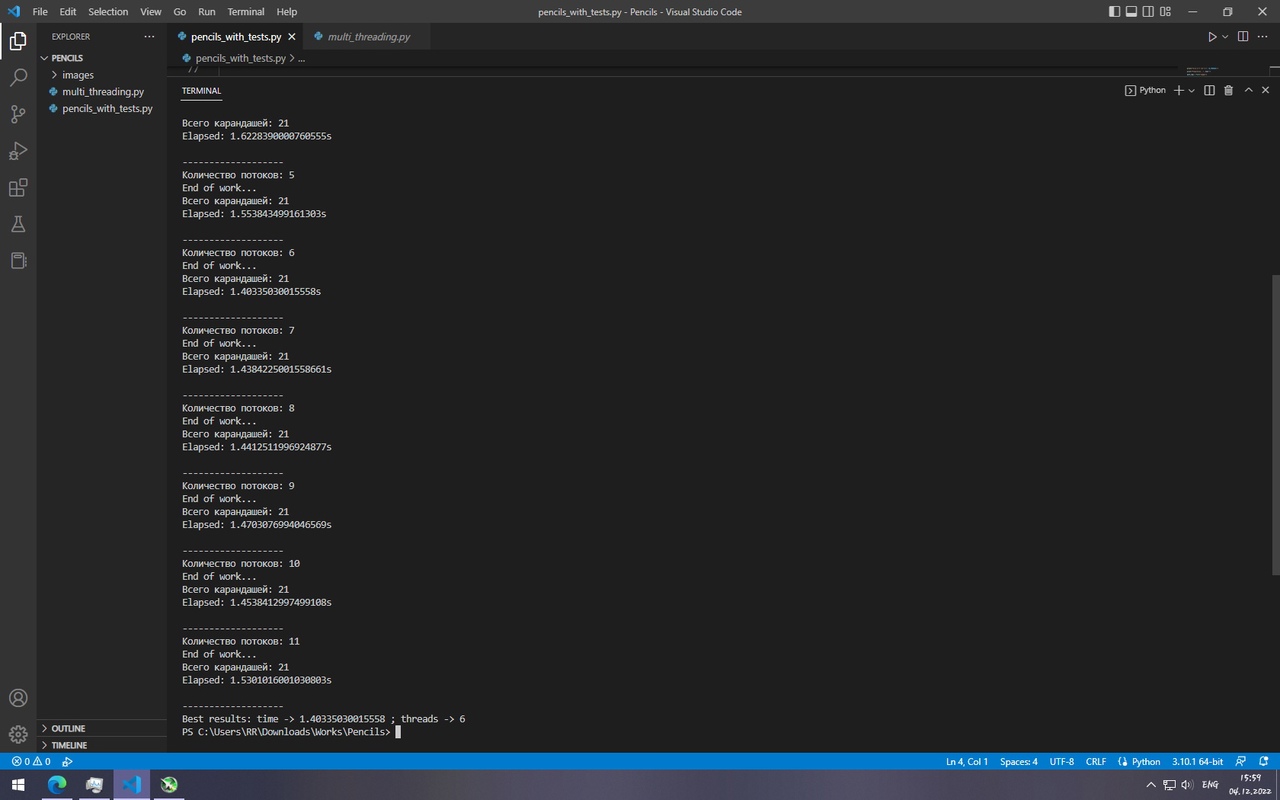 File Edit Selection View Go Run Terminal Help
pencils_with_tests.py - Pencils - Visual Studio Code
EXPLORER
PENCILS
images
multi_threading.py
pencils_with_tests.py
OUTLINE
TIMELINE
pencils_with_tests.py
multi_threading.py
pencils_with_tests.py > ...
TERMINAL
Python
Всего карандашей: 21
Elapsed: 1.6228390000760555s
-------------------
Количество потоков: 5
End of work...
Всего карандашей: 21
Elapsed: 1.553843499161303s
-------------------
Количество потоков: 6
End of work...
Всего карандашей: 21
Elapsed: 1.40335030015558s
-------------------
Количество потоков: 7
End of work...
Всего карандашей: 21
Elapsed: 1.4384225001558661s
-------------------
Количество потоков: 8
End of work...
Всего карандашей: 21
Elapsed: 1.4412511996924877s
-------------------
Количество потоков: 9
End of work...
Всего карандашей: 21
Elapsed: 1.4703076994046569s
-------------------
Количество потоков: 10
End of work...
Всего карандашей: 21
Elapsed: 1.4538412997499108s
-------------------
Количество потоков: 11
End of work...
Всего карандашей: 21
Elapsed: 1.5301016001030803s
-------------------
Best results: time -> 1.40335030015558 ; threads -> 6
PS C:\Users\RR\Downloads\Works\Pencils>
0 0
Ln 4, Col 1 Spaces: 4 UTF-8 CRLF Python 3.10.1 64-bit
ENG
15:59
04.12.2022